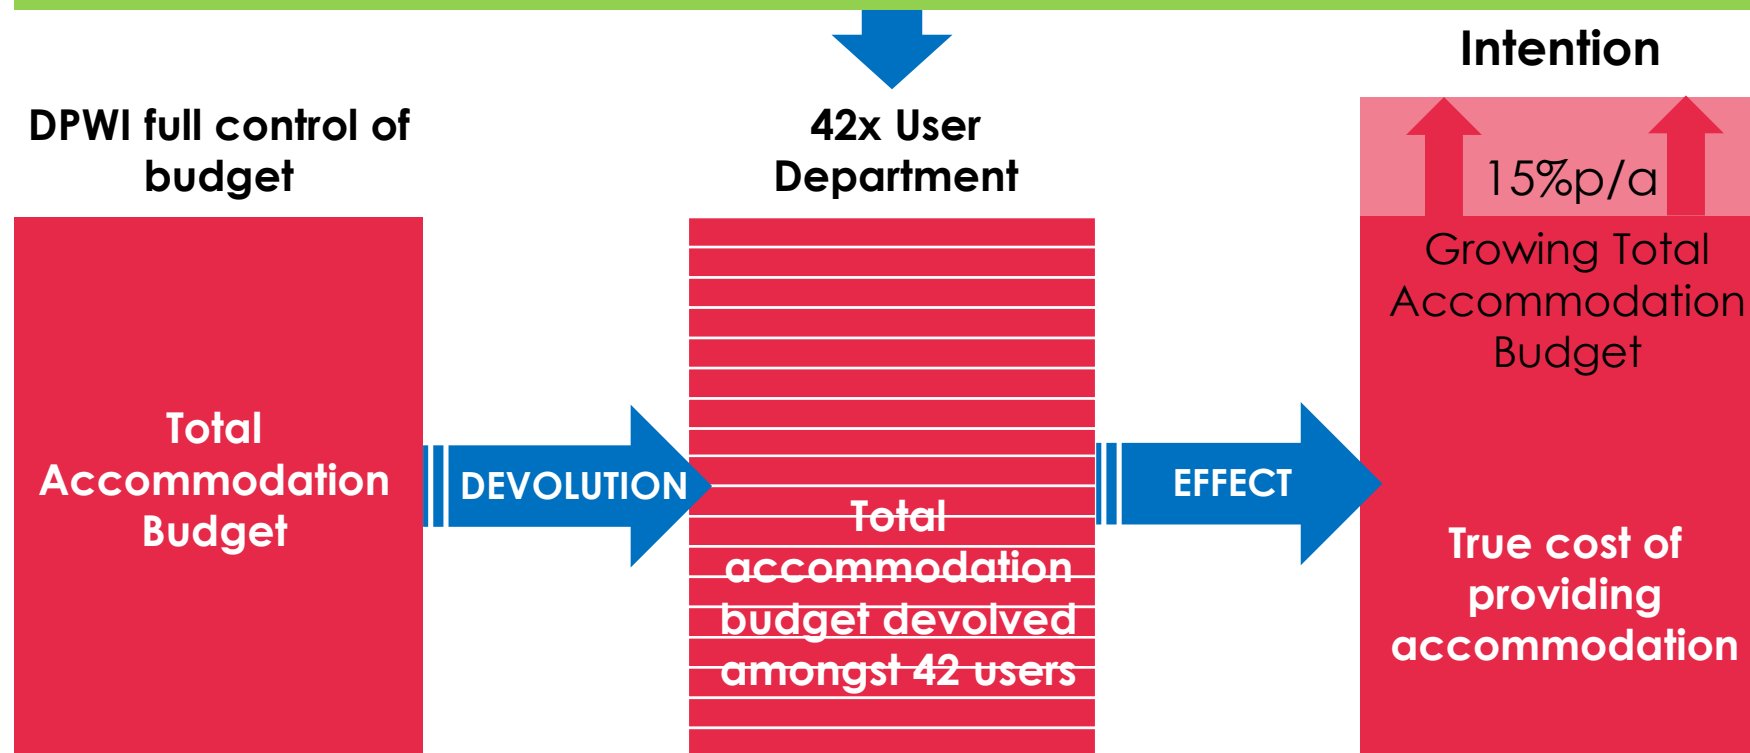 DPWI full control of
budget
Total
Accommodation
Budget
DEVOLUTION
42x User
Department
Total
accommodation
budget devolved
amongst 42 users
EFFECT
Intention
15%p/a
Growing Total
Accommodation
Budget
True cost of
providing
accommodation